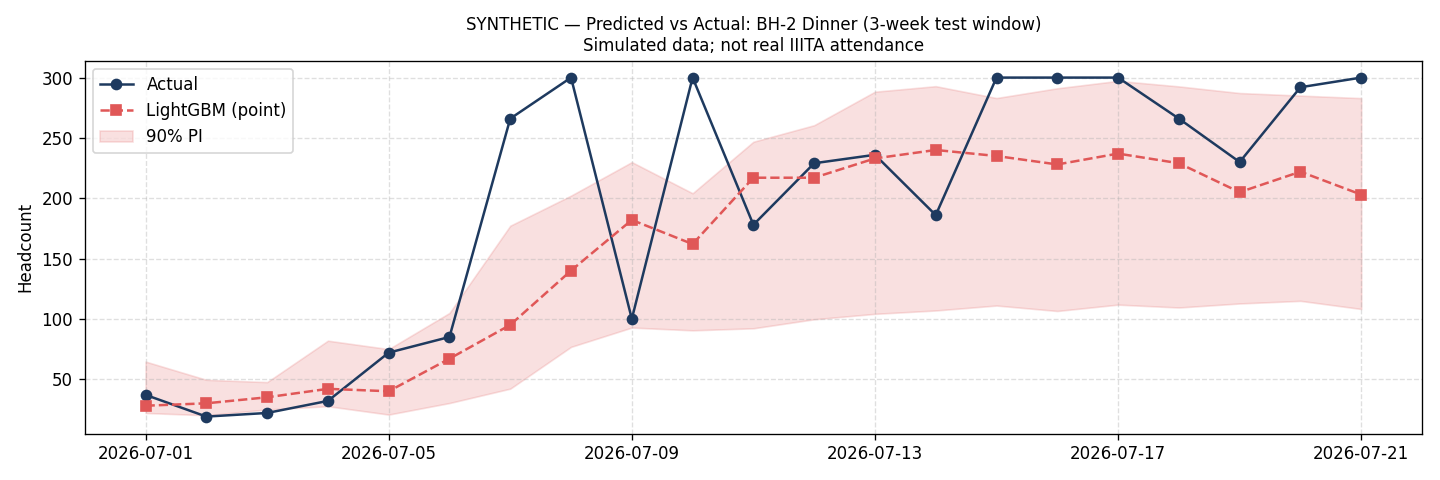 SYNTHETIC — Predicted vs Actual: BH-2 Dinner (3-week test window)
Simulated data; not real IIITA attendance
Actual
LightGBM (point)
90% PI
Headcount
300
250
200
150
100
50
2026-07-01
2026-07-05
2026-07-09
2026-07-13
2026-07-17
2026-07-21